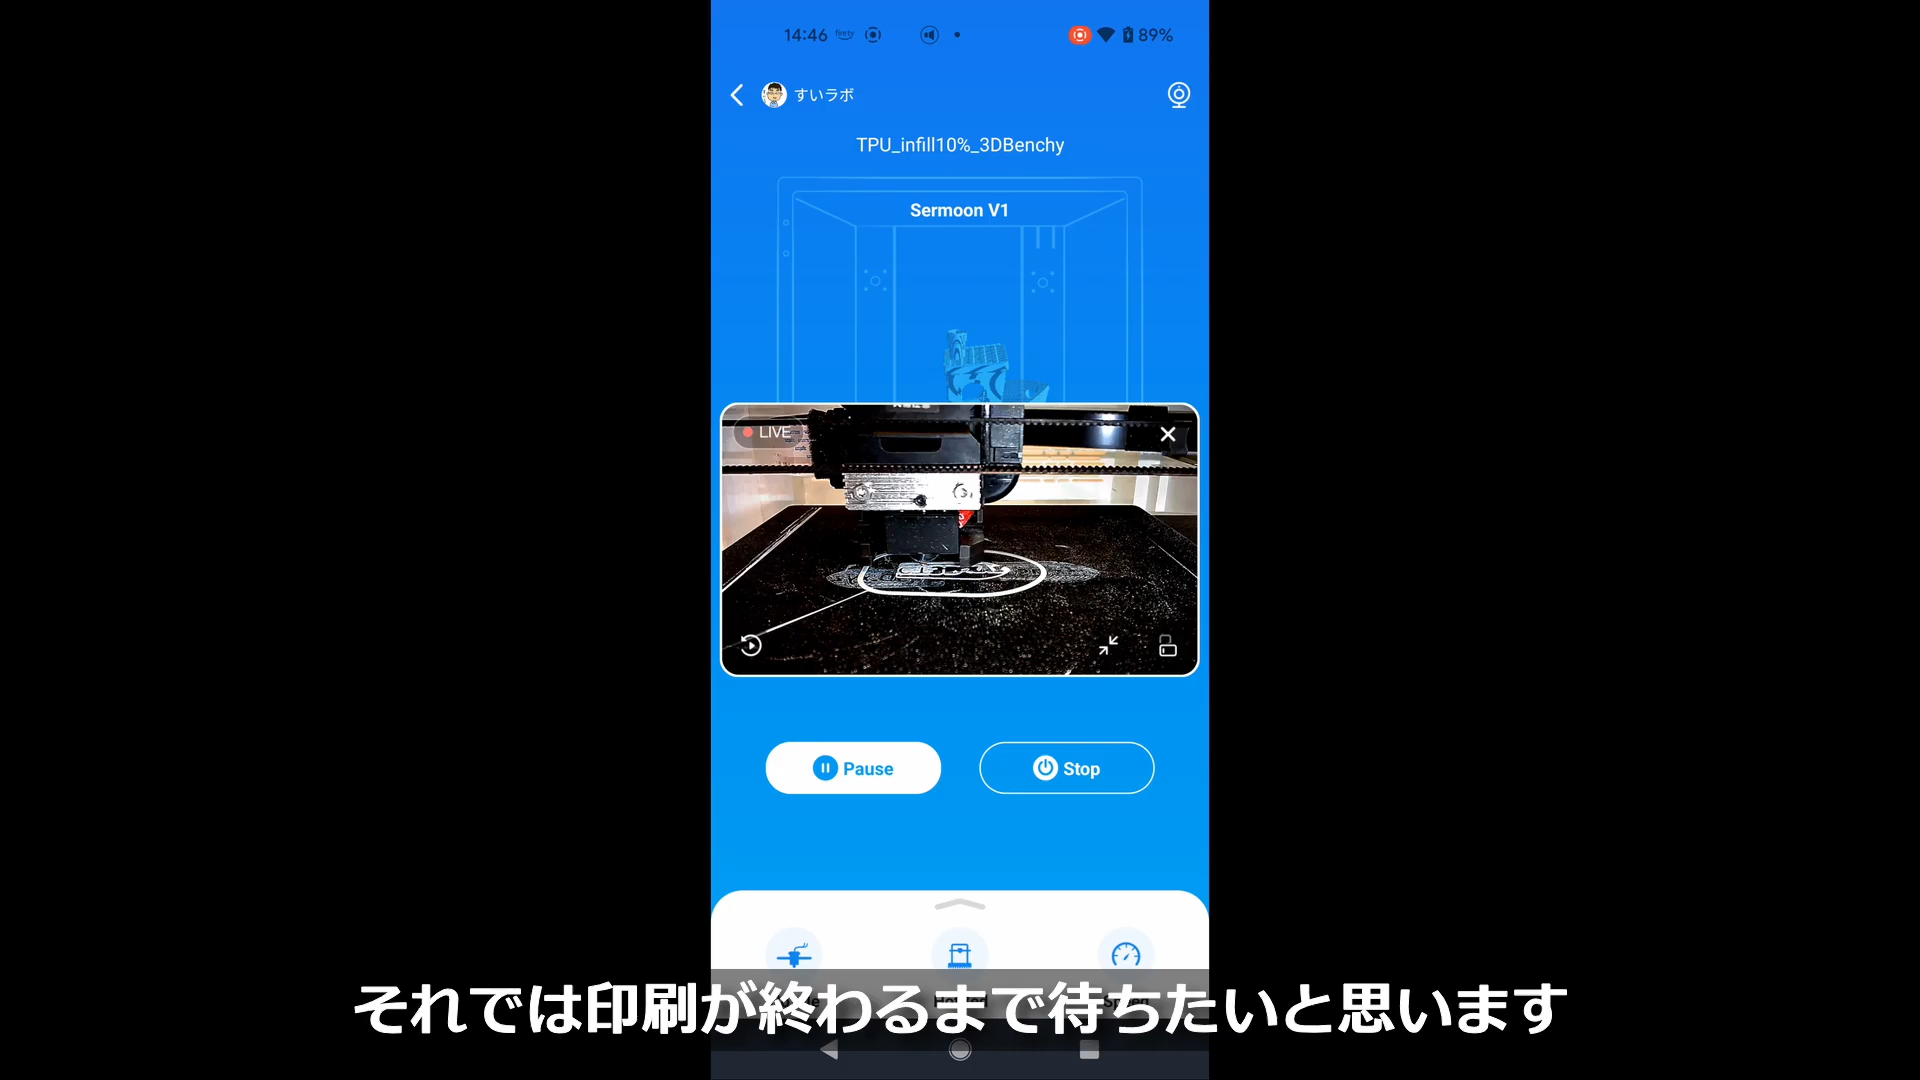 14:46
89%
すいラボ
TPU_infill10%_3DBenchy
Sermoon V1
LIVE
Pause
Stop
それでは印刷が終わるまで待ちたいと思います